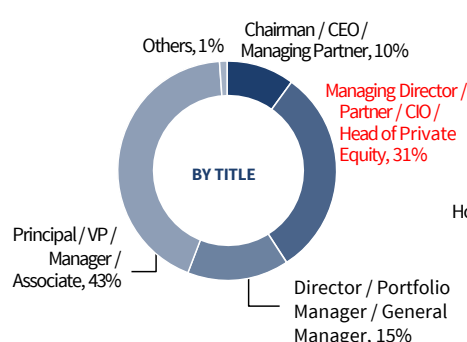 Chairman / CEO /
Managing Partner, 10%
Others, 1%
Managing Director /
Partner / CIO /
Head of Private
Equity, 31%
BY TITLE
Principal / VP /
Manager /
Associate, 43%
Director / Portfolio
Manager / General
Manager, 15%